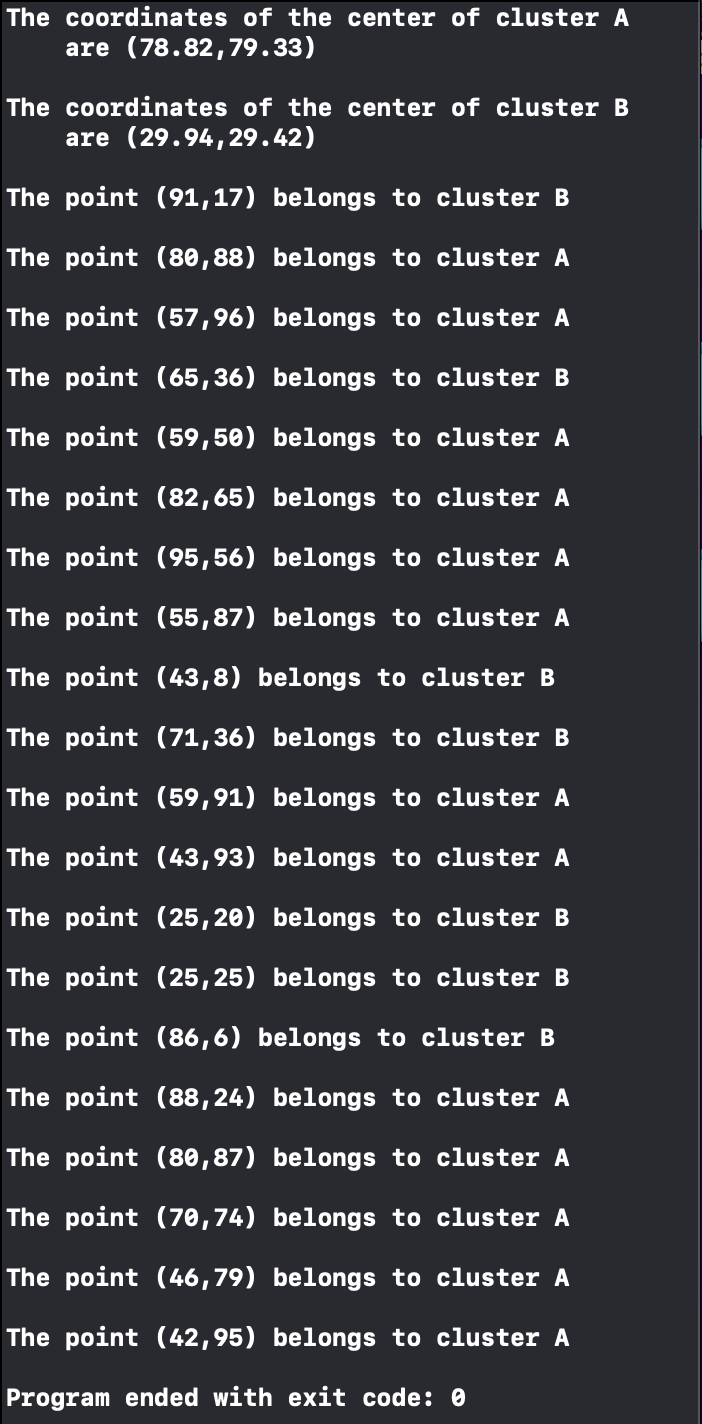 The coordinates of the center of cluster A
are (78.82,79.33)
The coordinates of the center of cluster B
are (29.94,29.42)
The point (91,17) belongs to cluster B
The point (80,88) belongs to cluster A
The point (57,96) belongs to cluster A
The point (65,36) belongs to cluster B
The point (59,50) belongs to cluster A
The point (82,65) belongs to cluster A
The point (95,56) belongs to cluster A
The point (55,87) belongs to cluster A
The point (43,8) belongs to cluster B
The point (71,36) belongs to cluster B
The point (59,91) belongs to cluster A
The point (43,93) belongs to cluster A
The point (25,20) belongs to cluster B
The point (25,25) belongs to cluster B
The point (86,6) belongs to cluster B
The point (88,24) belongs to cluster A
The point (80,87) belongs to cluster A
The point (70,74) belongs to cluster A
The point (46,79) belongs to cluster A
The point (42,95) belongs to cluster A
Program ended with exit code: 0